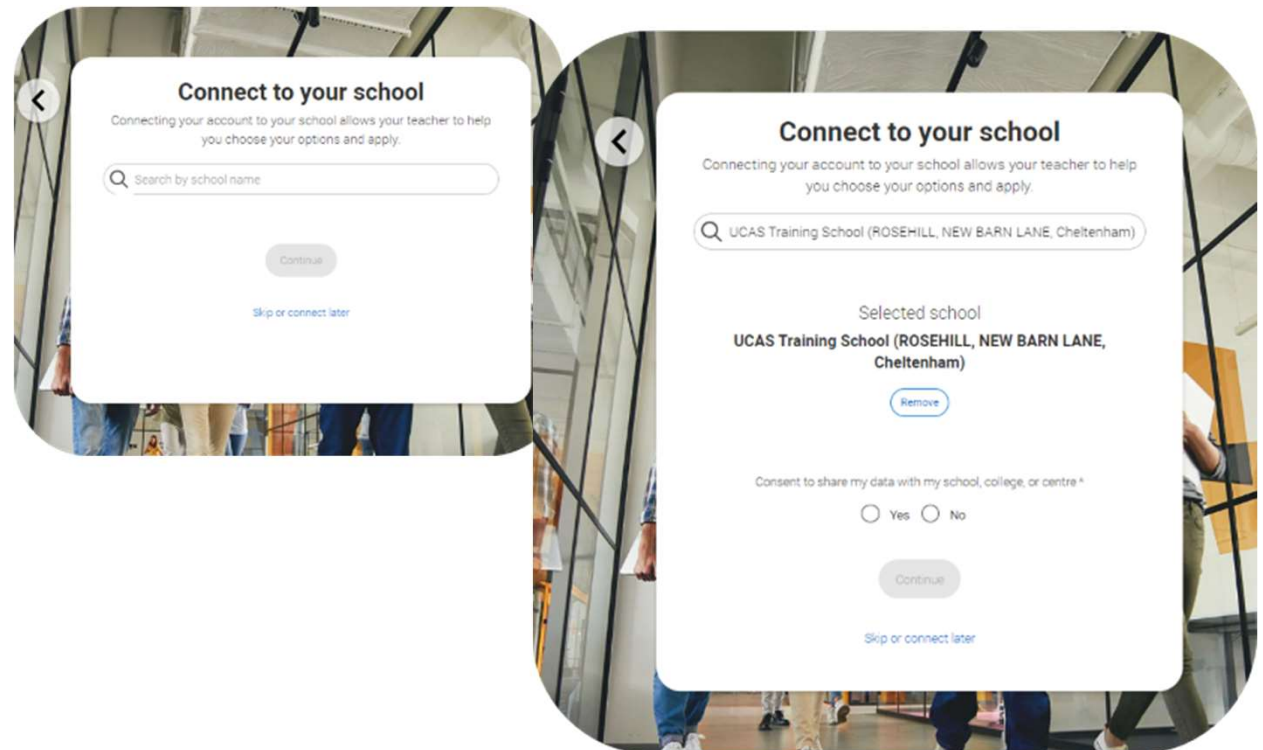 Connect to your school
Connecting your account to your school allows your teacher to help
you choose your options and apply.
Search by school name
Continue
Skip or connect later
Connect to your school
Connecting your account to your school allows your teacher to help
you choose your options and apply.
UCAS Training School (ROSEHILL, NEW BARN LANE, Cheltenham)
Selected school
UCAS Training School (ROSEHILL, NEW BARN LANE,
Cheltenham)
Remove
Consent to share my data with my school, college, or centre *
Yes No
Continue
Skip or connect later